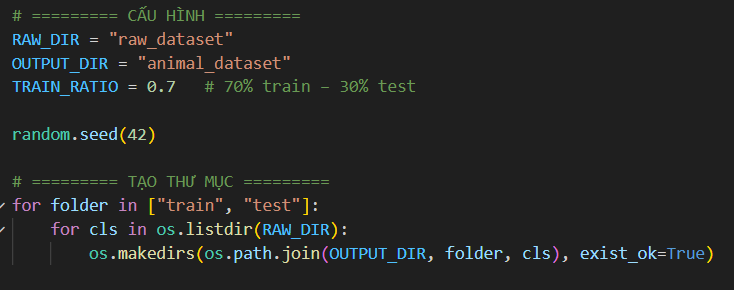 # ========= CẤU HÌNH =========
RAW_DIR = "raw_dataset"
OUTPUT_DIR = "animal_dataset"
TRAIN_RATIO = 0.7   # 70% train – 30% test
random.seed(42)
# ========= TẠO THƯ MỤC =========
for folder in ["train", "test"]:
    for cls in os.listdir(RAW_DIR):
        os.makedirs(os.path.join(OUTPUT_DIR, folder, cls), exist_ok=True)